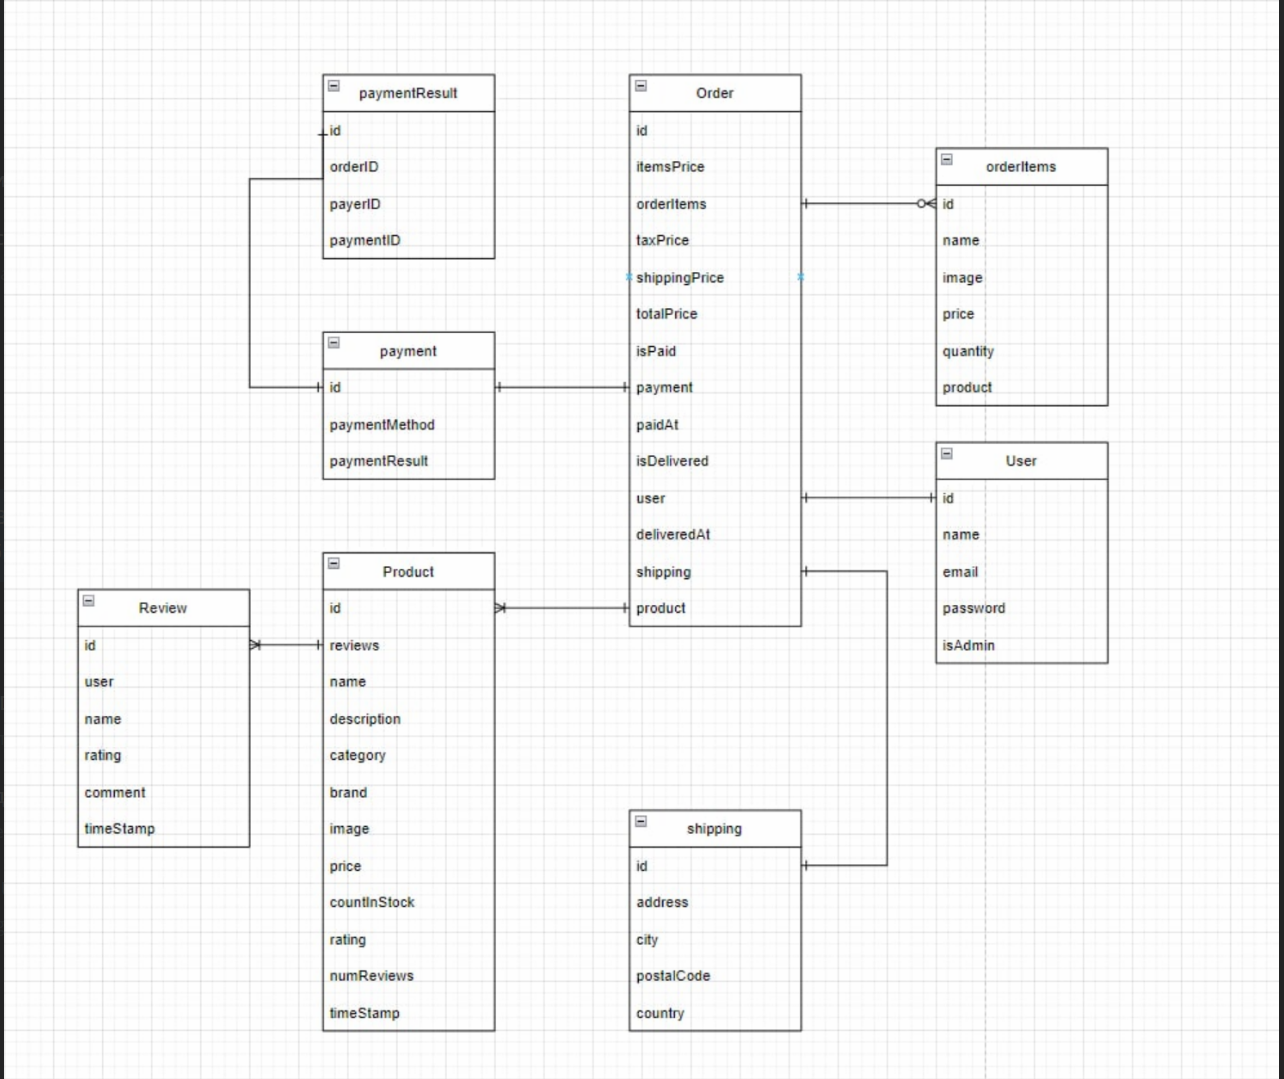 paymentResult
id
orderID
payerID
paymentID
payment
id
paymentMethod
paymentResult
Order
id
itemsPrice
orderItems
taxPrice
shippingPrice
totalPrice
isPaid
payment
paidAt
isDelivered
user
deliveredAt
shipping
product
orderItems
id
name
image
price
quantity
product
User
id
name
email
password
isAdmin
Review
id
user
name
rating
comment
timeStamp
Product
id
reviews
name
description
category
brand
image
price
countInStock
rating
numReviews
timeStamp
shipping
id
address
city
postalCode
country